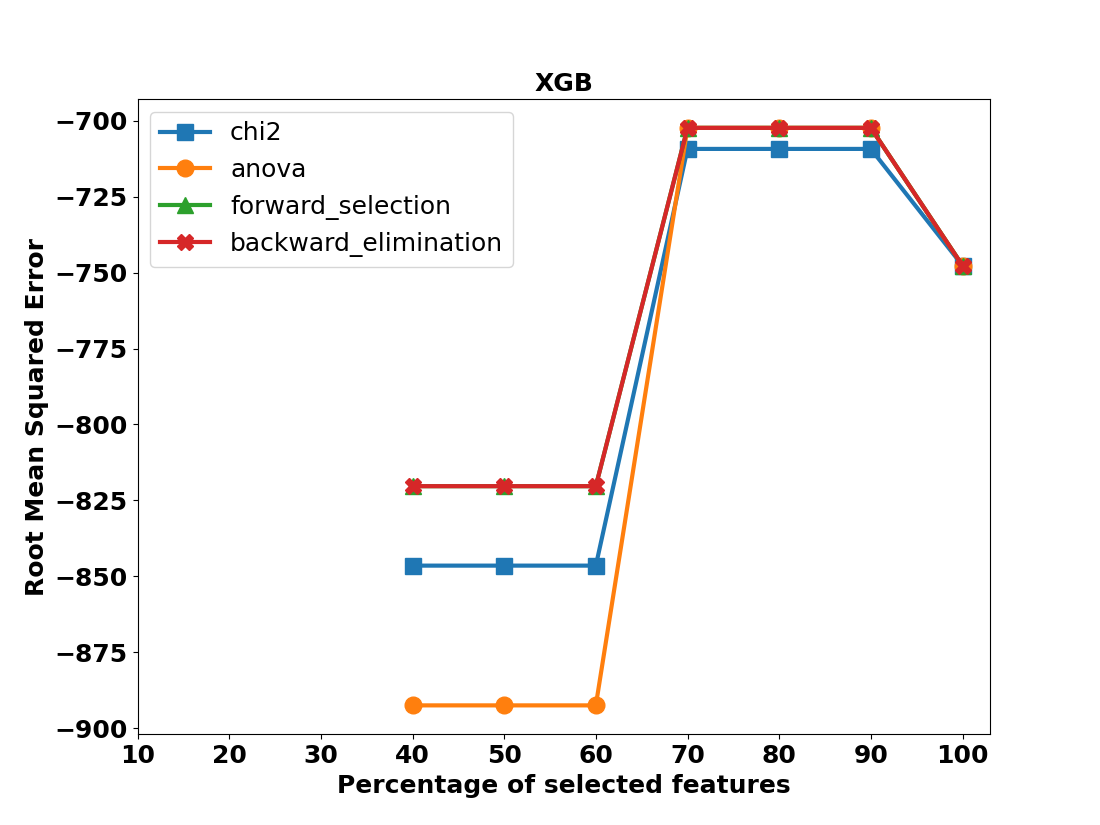 XGB
chi2
anova
forward_selection
backward_elimination
Root Mean Squared Error
−700
−725
−750
−775
−800
−825
−850
−875
−900
10 20 30 40 50 60 70 80 90 100
Percentage of selected features